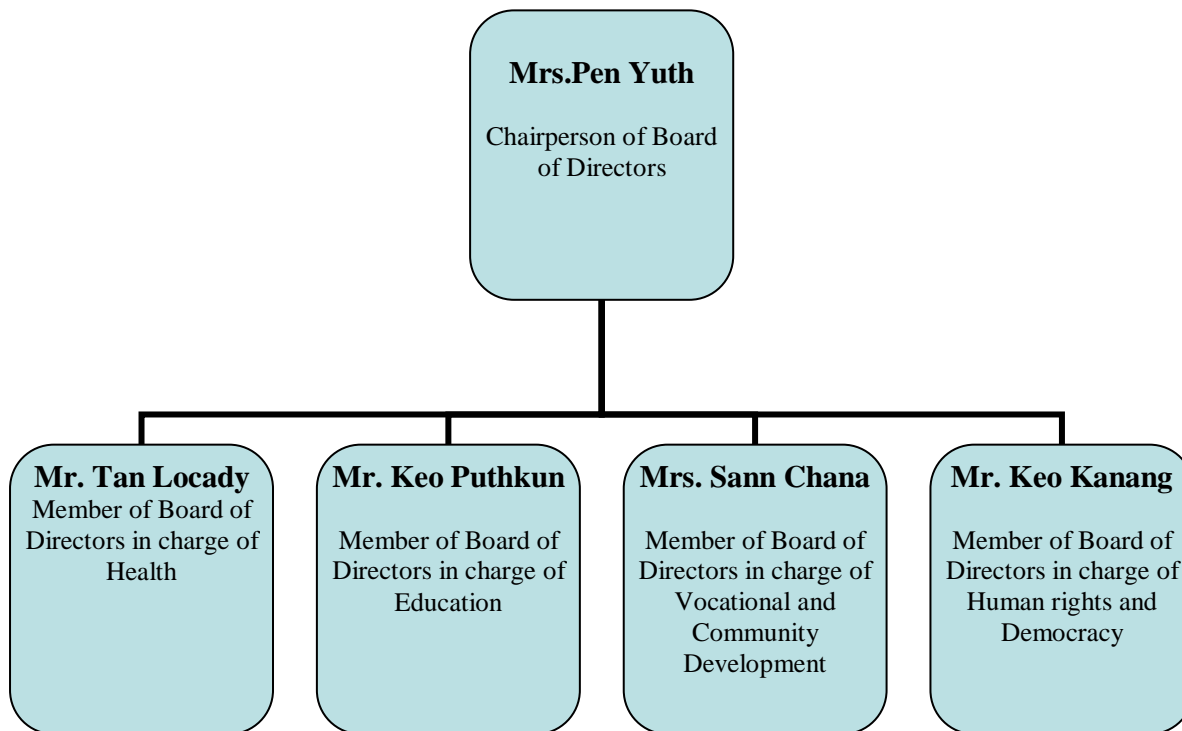 Mrs.Pen Yuth
Chairperson of Board
of Directors
Mr. Tan Locady
Member of Board of
Directors in charge of
Health
Mr. Keo Puthkun
Member of Board of
Directors in charge of
Education
Mrs. Sann Chana
Member of Board of
Directors in charge of
Vocational and
Community
Development
Mr. Keo Kanang
Member of Board of
Directors in charge of
Human rights and
Democracy